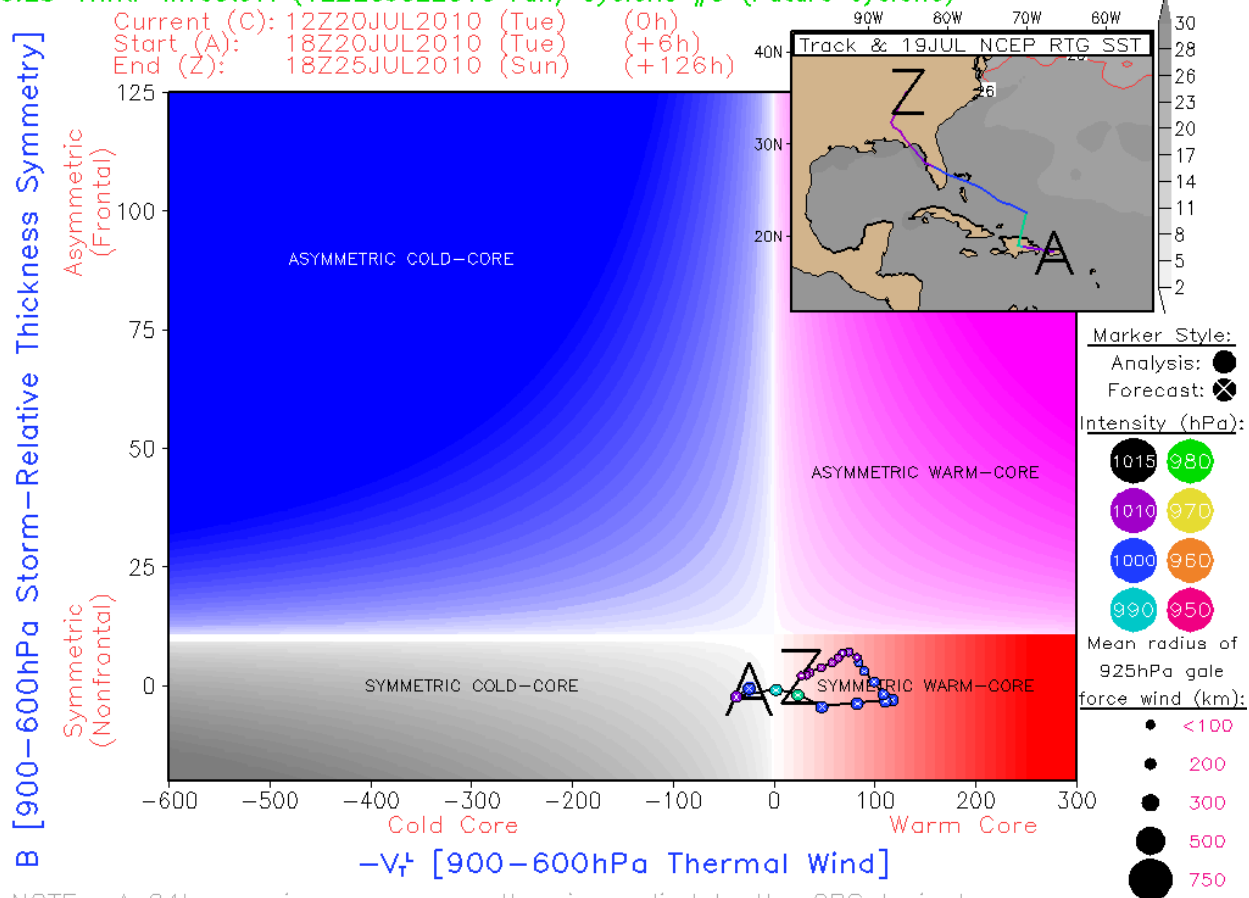 Current (C): 12Z20JUL2010 (Tue) (0h)
Start (A): 18Z20JUL2010 (Tue) (+6h)
End (Z): 18Z25JUL2010 (Sun) (+126h)
B [900-600hPa Storm-Relative Thickness Symmetry]
Asymmetric
(Frontal)
Symmetric
(Nonfrontal)
125
100
75
50
25
0
ASYMMETRIC COLD-CORE
ASYMMETRIC WARM-CORE
SYMMETRIC COLD-CORE
SYMMETRIC WARM-CORE
A
Z
-600 -500 -400 -300 -200 -100 0 100 200 300
Cold Core Warm Core
-V_T^L [900-600hPa Thermal Wind]
90W 80W 70W 60W
Track & 19JUL NCEP RTG SST
40N
30N
20N
26
Z
A
30
28
26
23
20
17
14
11
8
5
2
Marker Style:
Analysis:
Forecast:
Intensity (hPa):
1015 980
1010 970
1000 960
990 950
Mean radius of
925hPa gale
force wind (km):
<100
200
300
500
750